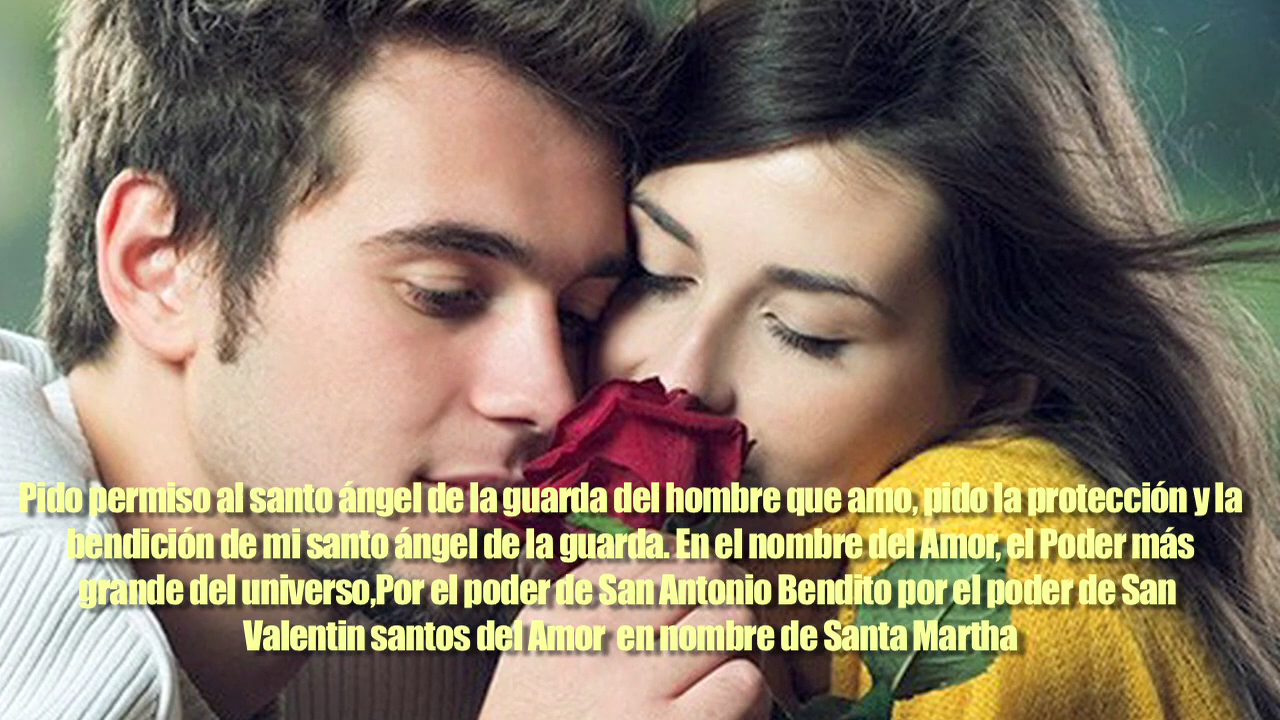 Pido permiso al santo ángel de la guarda del hombre que amo, pido la protección y la
bendición de mi santo ángel de la guarda. En el nombre del Amor, el Poder más
grande del universo,Por el poder de San Antonio Bendito por el poder de San
Valentin santos del Amor en nombre de Santa Martha